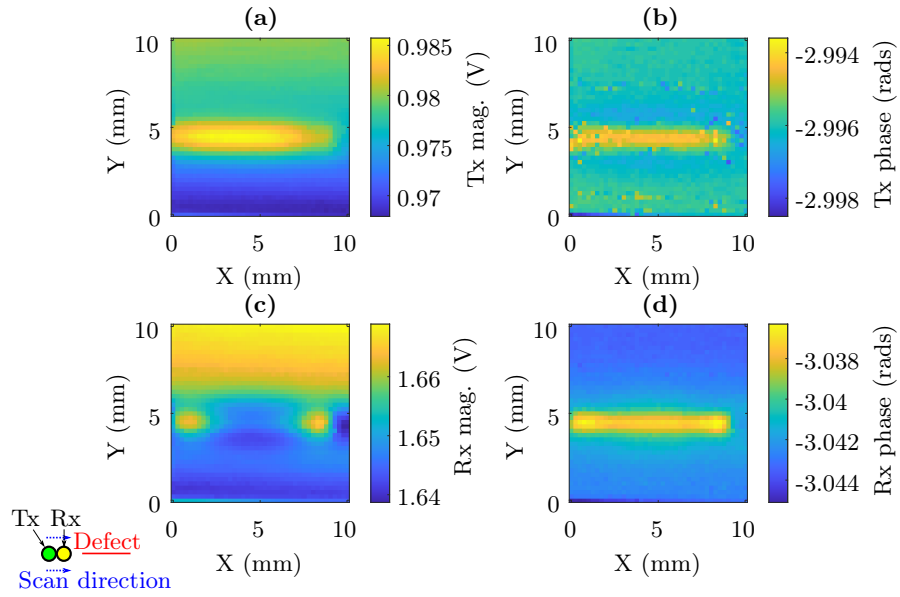 (a)
10
5
0
Y (mm)
0 5 10
X (mm)
0.985
0.98
0.975
0.97
Tx mag. (V)
(b)
10
5
0
Y (mm)
0 5 10
X (mm)
-2.994
-2.996
-2.998
Tx phase (rads)
(c)
10
5
0
Y (mm)
0 5 10
X (mm)
1.66
1.65
1.64
Rx mag. (V)
(d)
10
5
0
Y (mm)
0 5 10
X (mm)
-3.038
-3.04
-3.042
-3.044
Rx phase (rads)
Tx Rx
Defect
Scan direction